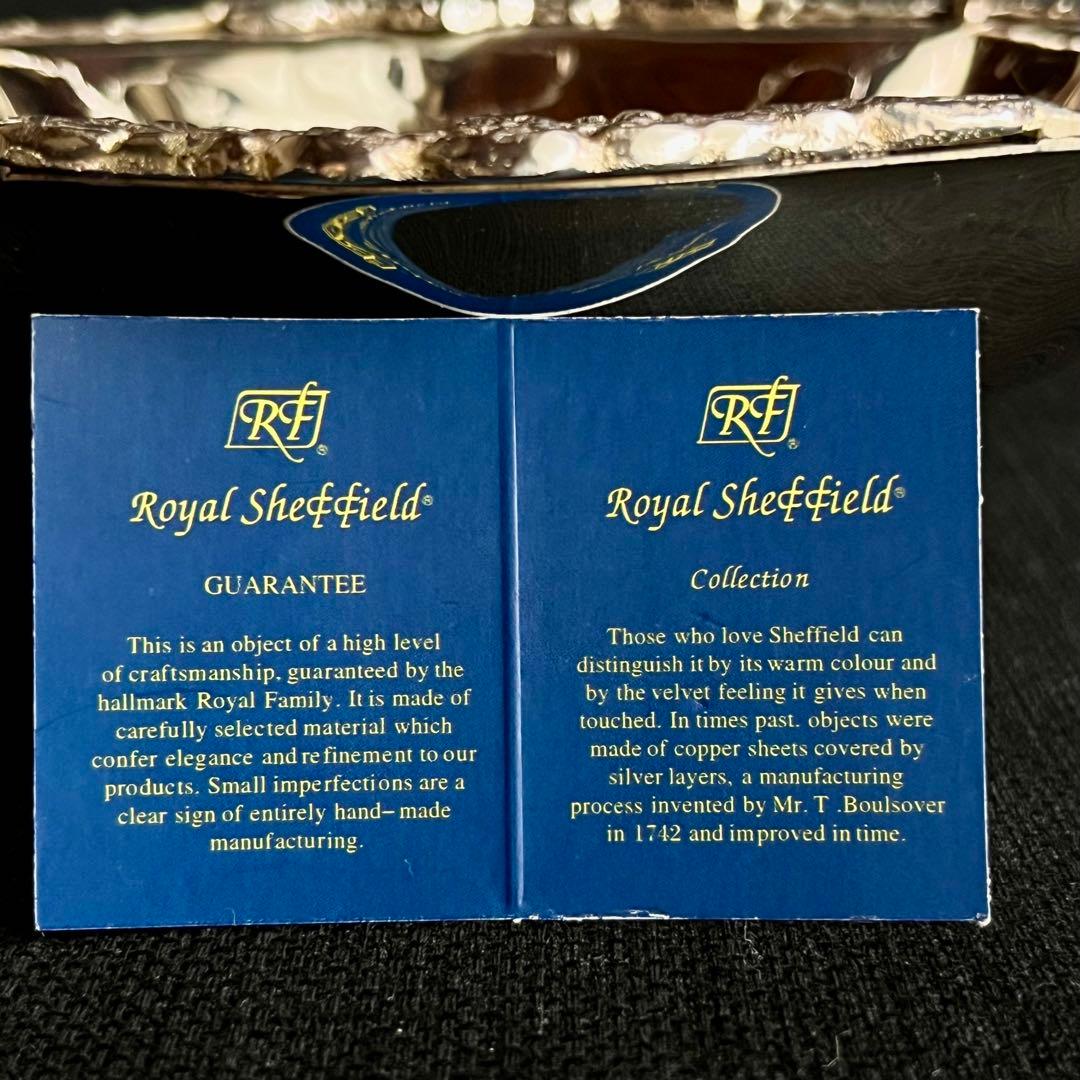 RF®
Royal Sheffield®
GUARANTEE
This is an object of a high level
of craftsmanship, guaranteed by the
hallmark Royal Family. It is made of
carefully selected material which
confer elegance and refinement to our
products. Small imperfections are a
clear sign of entirely hand-made
manufacturing.
RF®
Royal Sheffield®
Collection
Those who love Sheffield can
distinguish it by its warm colour and
by the velvet feeling it gives when
touched. In times past. objects were
made of copper sheets covered by
silver layers, a manufacturing
process invented by Mr. T .Boulsover
in 1742 and improved in time.